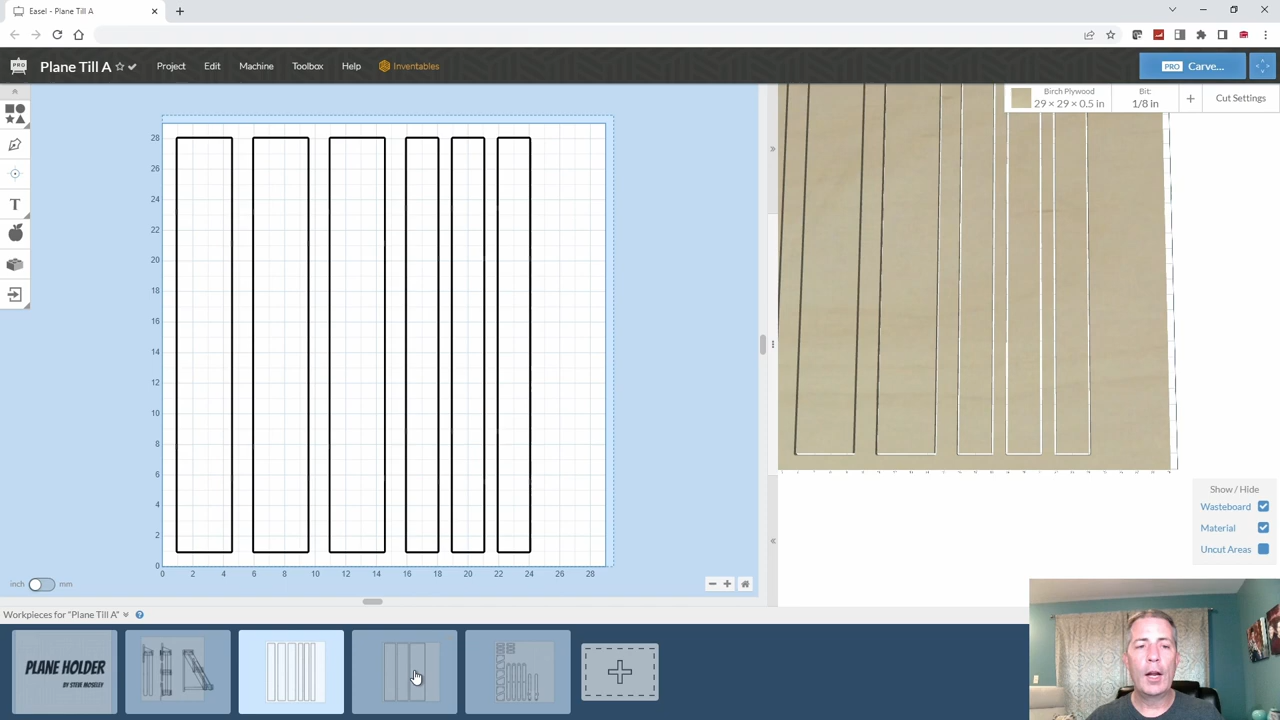 Easel - Plane Till A
PRO
Plane Till A
Project
Edit
Machine
Toolbox
Help
Inventables
PRO Carve...
Birch Plywood
29 × 29 × 0.5 in
Bit:
1/8 in
Cut Settings
T
28
26
24
22
20
18
16
14
12
10
8
6
4
2
0
0 2 4 6 8 10 12 14 16 18 20 22 24 26 28
inch mm
Show / Hide
Wasteboard
Material
Uncut Areas
Workpieces for "Plane Till A"
PLANE HOLDER
BY STEVE MOSELEY